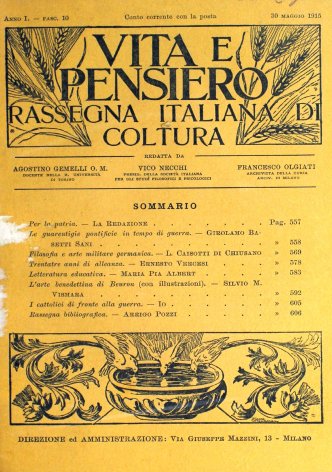 ANNO I. - FASC. 10
Conto corrente con la posta
30 MAGGIO 1915
VITA E
PENSIERO
RASSEGNA ITALIANA DI
COLTURA
REDATTA DA
AGOSTINO GEMELLI O. M.
DOCENTE NELLA R. UNIVERSITÀ
DI TORINO
VICO NECCHI
PRESID. DELLA SOCIETÀ ITALIANA
PER GLI STUDI FILOSOFICI E PSICOLOGICI
FRANCESCO OLGIATI
ARCHIVISTA DELLA CURIA
ARCIV. DI MILANO
SOMMARIO
Per la patria. — LA REDAZIONE . . . . . . . Pag. 557
Le guarentigie pontificie in tempo di guerra. — GIROLAMO BA-
SETTI SANI . . . . . . . . » 558
Filosofia e arte militare germanica. — L. CAISOTTI DI CHIUSANO » 569
Trentatre anni di alleanza. — ERNESTO VERCESI . . . . » 578
Letteratura educativa. — MARIA PIA ALBERT . . . . » 583
L'arte benedettina di Beuron (con illustrazioni). — SILVIO M.
VISMARA . . . . . . . . » 592
I cattolici di fronte alla guerra. — IO . . . . . . » 605
Rassegna bibliografica. — ARRIGO POZZI . . . . . » 606
DIREZIONE ed AMMINISTRAZIONE: VIA GIUSEPPE MAZZINI, 13 - MILANO